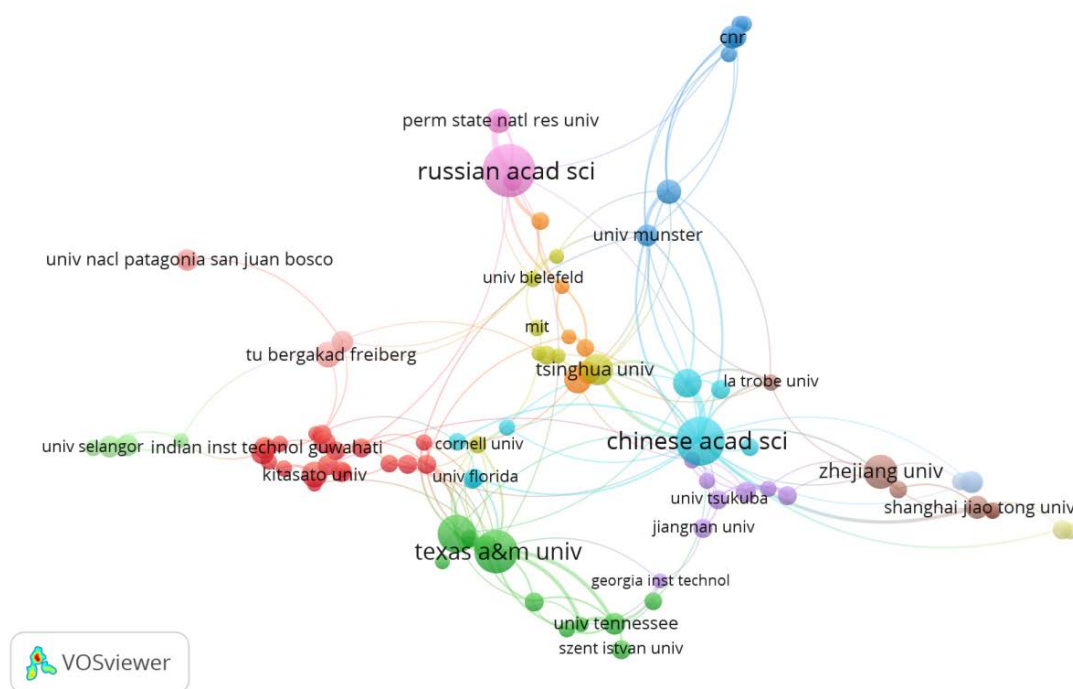 cnr
perm state natl res univ
russian acad sci
univ munster
univ nacl patagonia san juan bosco
univ bielefeld
mit
tu bergakad freiberg
tsinghua univ
la trobe univ
univ selangor
indian inst technol guwahati
cornell univ
chinese acad sci
kitasato univ
univ florida
zhejiang univ
univ tsukuba
shanghai jiao tong univ
jiangnan univ
texas a&m univ
georgia inst technol
univ tennessee
szent istvan univ
VOSviewer